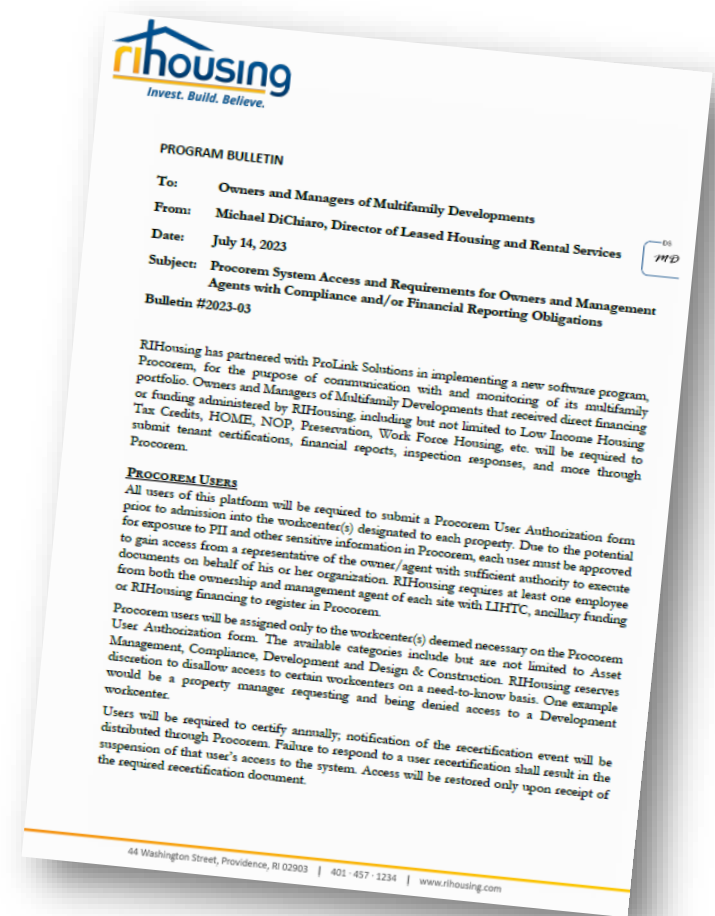 rihousing
Invest. Build. Believe.
PROGRAM BULLETIN
To: Owners and Managers of Multifamily Developments
From: Michael DiChiaro, Director of Leased Housing and Rental Services
DS
MD
Date: July 14, 2023
Subject: Procorem System Access and Requirements for Owners and Management
Agents with Compliance and/or Financial Reporting Obligations
Bulletin #2023-03
RIHousing has partnered with ProLink Solutions in implementing a new software program,
Procorem, for the purpose of communication with and monitoring of its multifamily
portfolio. Owners and Managers of Multifamily Developments that received direct financing
or funding administered by RIHousing, including but not limited to Low Income Housing
Tax Credits, HOME, NOP, Preservation, Work Force Housing, etc. will be required to
submit tenant certifications, financial reports, inspection responses, and more through
Procorem.
PROCOREM USERS
All users of this platform will be required to submit a Procorem User Authorization form
prior to admission into the workcenter(s) designated to each property. Due to the potential
for exposure to PII and other sensitive information in Procorem, each user must be approved
to gain access from a representative of the owner/agent with sufficient authority to execute
documents on behalf of his or her organization. RIHousing requires at least one employee
from both the ownership and management agent of each site with LIHTC, ancillary funding
or RIHousing financing to register in Procorem.
Procorem users will be assigned only to the workcenter(s) deemed necessary on the Procorem
User Authorization form. The available categories include but are not limited to Asset
Management, Compliance, Development and Design & Construction. RIHousing reserves
discretion to disallow access to certain workcenters on a need-to-know basis. One example
would be a property manager requesting and being denied access to a Development
workcenter.
Users will be required to certify annually; notification of the recertification event will be
distributed through Procorem. Failure to respond to a user recertification shall result in the
suspension of that user's access to the system. Access will be restored only upon receipt of
the required recertification document.
44 Washington Street, Providence, RI 02903 | 401 · 457 · 1234 | www.rihousing.com